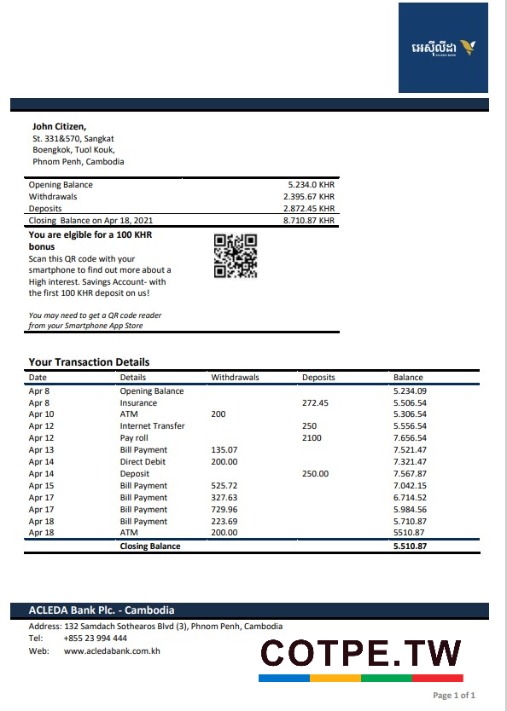 អេស៊ីលីដា
ACLEDA BANK
John Citizen,
St. 331&570, Sangkat
Boengkok, Tuol Kouk,
Phnom Penh, Cambodia
Opening Balance 5.234.0 KHR
Withdrawals 2.395.67 KHR
Deposits 2.872.45 KHR
Closing Balance on Apr 18, 2021 8.710.87 KHR
You are elgible for a 100 KHR
bonus
Scan this QR code with your
smartphone to find out more about a
High interest. Savings Account- with
the first 100 KHR deposit on us!
You may need to get a QR code reader
from your Smartphone App Store
Your Transaction Details
Date Details Withdrawals Deposits Balance
Apr 8 Opening Balance 5.234.09
Apr 8 Insurance 272.45 5.506.54
Apr 10 ATM 200 5.306.54
Apr 12 Internet Transfer 250 5.556.54
Apr 12 Pay roll 2100 7.656.54
Apr 13 Bill Payment 135.07 7.521.47
Apr 14 Direct Debit 200.00 7.321.47
Apr 14 Deposit 250.00 7.567.87
Apr 15 Bill Payment 525.72 7.042.15
Apr 17 Bill Payment 327.63 6.714.52
Apr 17 Bill Payment 729.96 5.984.56
Apr 18 Bill Payment 223.69 5.710.87
Apr 18 ATM 200.00 5510.87
Closing Balance 5.510.87
ACLEDA Bank Plc. - Cambodia
Address: 132 Samdach Sothearos Blvd (3), Phnom Penh, Cambodia
Tel: +855 23 994 444
Web: www.acledabank.com.kh
COTPE.TW
Page 1 of 1